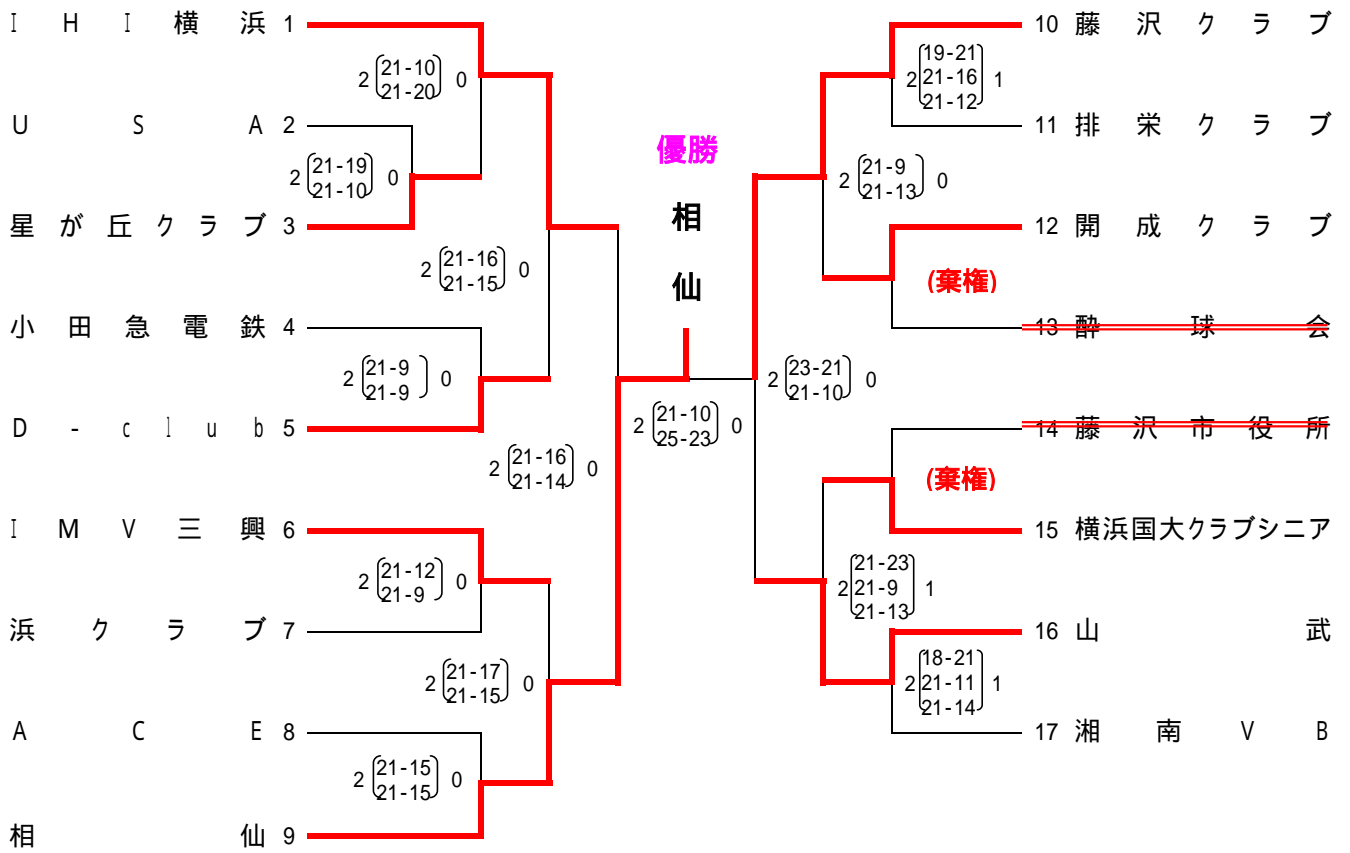 IHI横浜 1
2 21-10 0
21-20
USA 2
2 21-19 0
21-10
星が丘クラブ 3
2 21-16 0
21-15
小田急電鉄 4
2 21-9 0
21-9
D-club 5
2 21-16 0
21-14
IMV三興 6
2 21-12 0
21-9
浜クラブ 7
2 21-17 0
21-15
ACE 8
2 21-15 0
21-15
相仙 9
優勝
相
仙
2 21-10 0
25-23
10 藤沢クラブ
19-21
2 21-16 1
21-12
11 排栄クラブ
2 21-9 0
21-13
12 開成クラブ
(棄権)
13 酔球会
2 23-21 0
21-10
14 藤沢市役所
(棄権)
15 横浜国大クラブシニア
21-23
2 21-9 1
21-13
16 山武
18-21
2 21-11 1
21-14
17 湘南VB